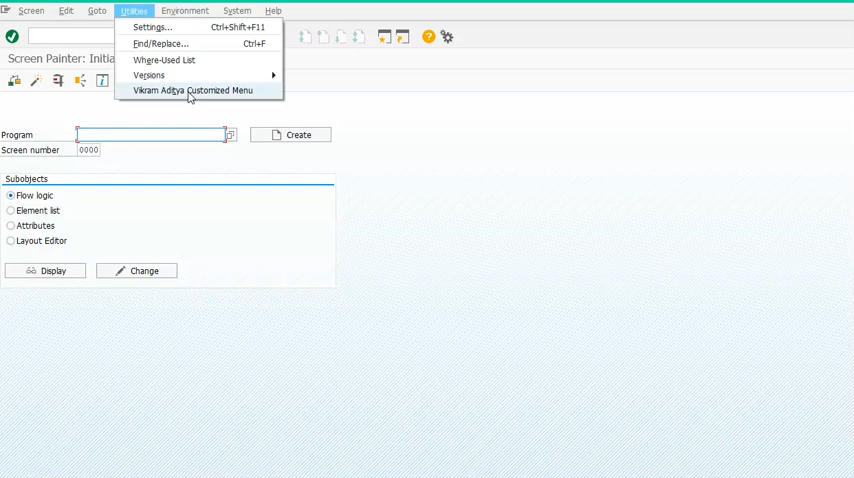 Screen Edit Goto Utilities Environment System Help
Settings... Ctrl+Shift+F11
Find/Replace... Ctrl+F
Where-Used List
Versions
Vikram Aditya Customized Menu
Screen Painter: Initia
Program Create
Screen number 0000
Subobjects
Flow logic
Element list
Attributes
Layout Editor
Display Change